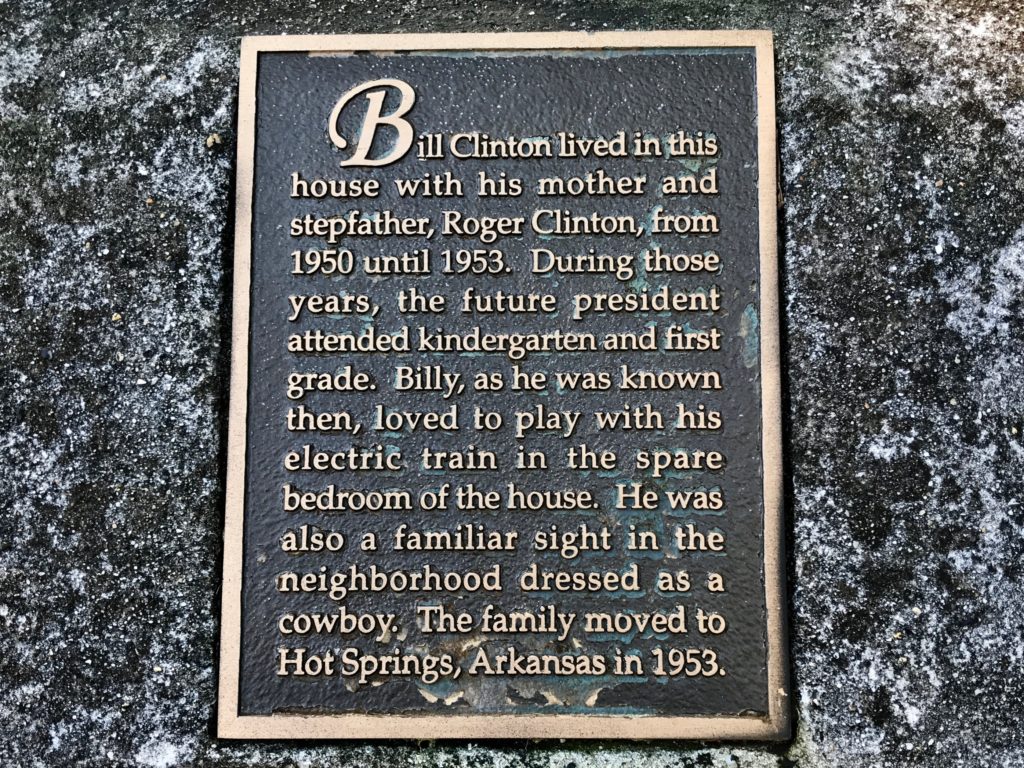 Bill Clinton lived in this
house with his mother and
stepfather, Roger Clinton, from
1950 until 1953. During those
years, the future president
attended kindergarten and first
grade. Billy, as he was known
then, loved to play with his
electric train in the spare
bedroom of the house. He was
also a familiar sight in the
neighborhood dressed as a
cowboy. The family moved to
Hot Springs, Arkansas in 1953.